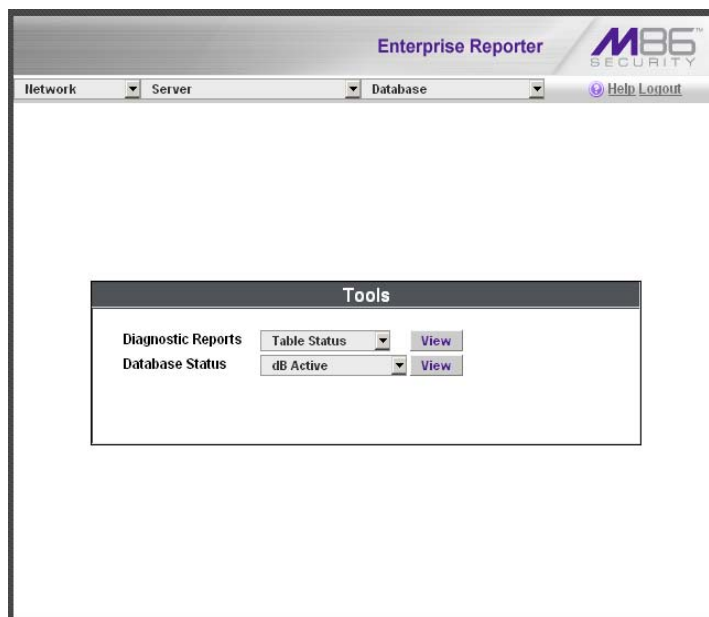 Enterprise Reporter
M86™
SECURITY
Network Server Database Help Logout
Tools
Diagnostic Reports Table Status View
Database Status dB Active View